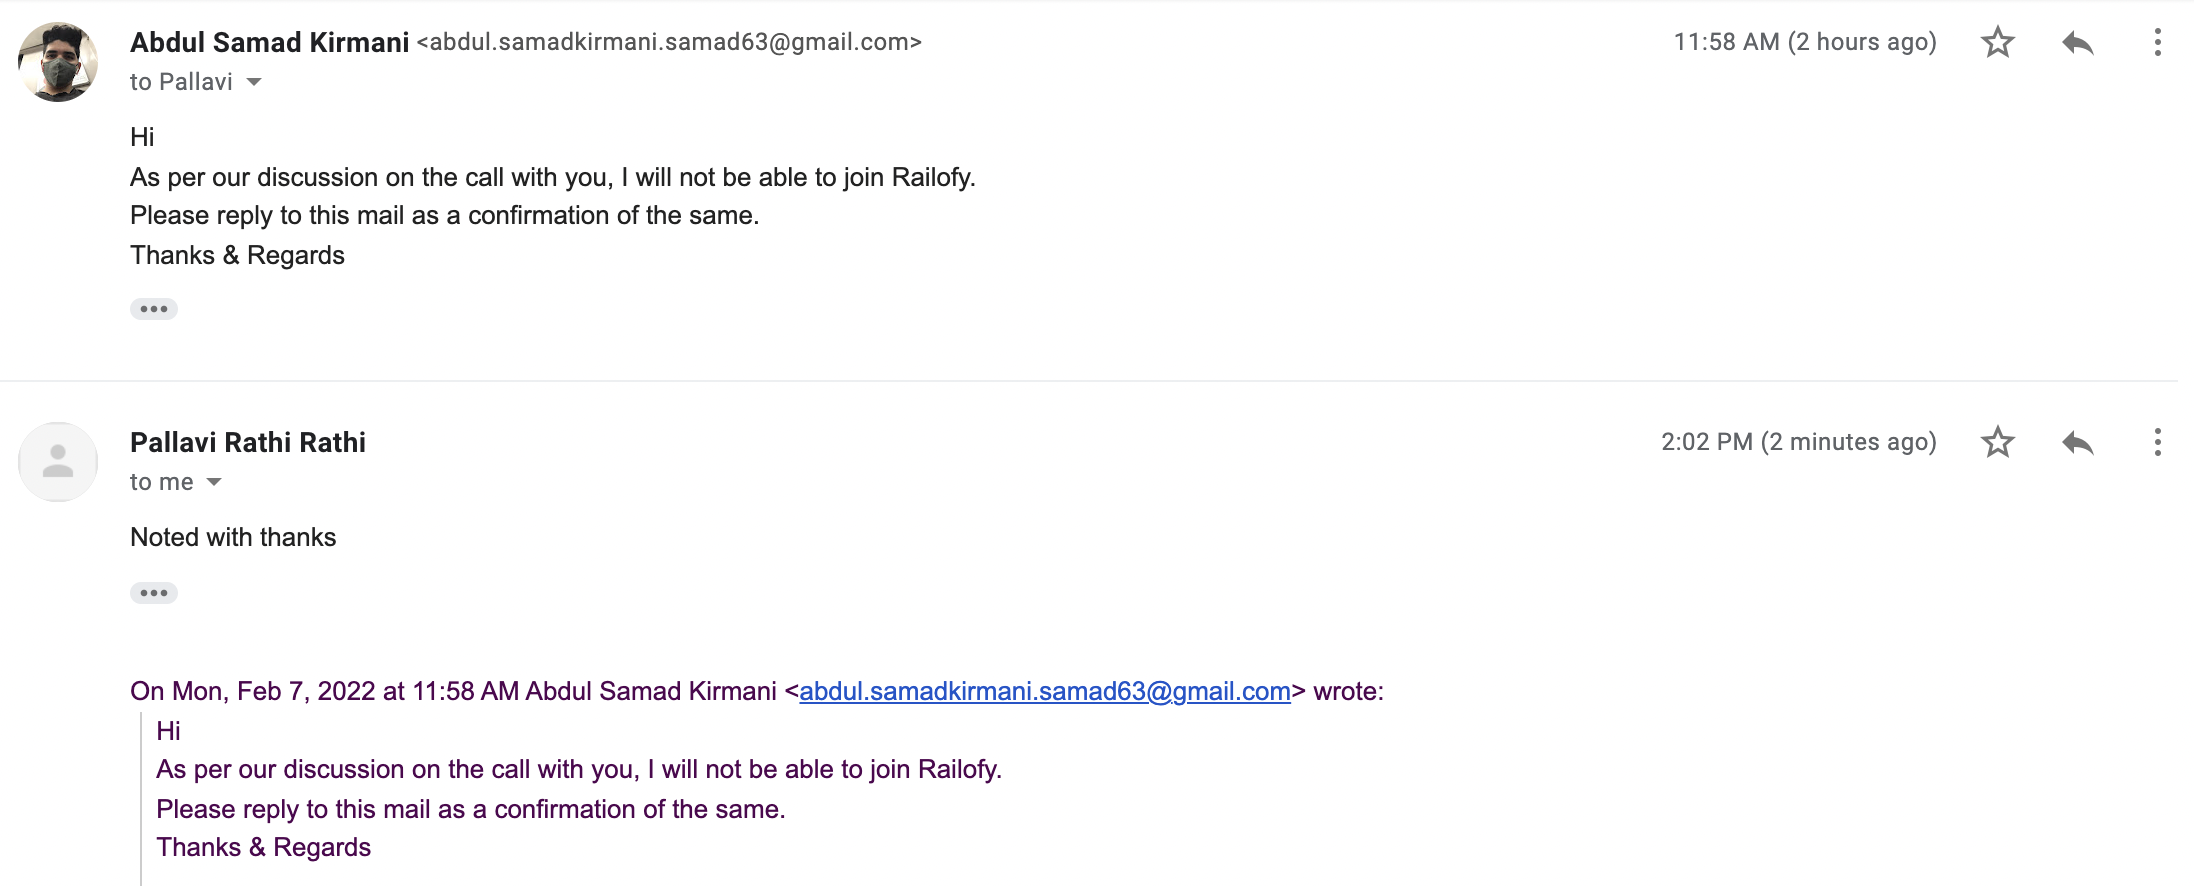 Abdul Samad Kirmani <abdul.samadkirmani.samad63@gmail.com> 11:58 AM (2 hours ago)
to Pallavi
Hi
As per our discussion on the call with you, I will not be able to join Railofy.
Please reply to this mail as a confirmation of the same.
Thanks & Regards
Pallavi Rathi Rathi 2:02 PM (2 minutes ago)
to me
Noted with thanks
On Mon, Feb 7, 2022 at 11:58 AM Abdul Samad Kirmani <abdul.samadkirmani.samad63@gmail.com> wrote:
Hi
As per our discussion on the call with you, I will not be able to join Railofy.
Please reply to this mail as a confirmation of the same.
Thanks & Regards